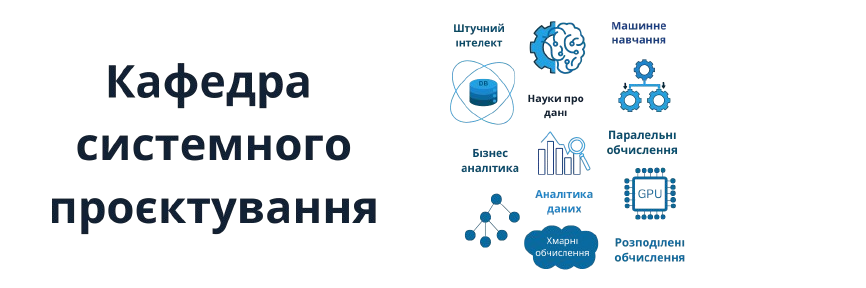 Кафедра
системного
проєктування
Штучний
інтелект
DB
Бізнес
аналітика
Науки про
дані
Аналітика
даних
Хмарні
обчислення
Машинне
навчання
Паралельні
обчислення
GPU
Розподілені
обчислення